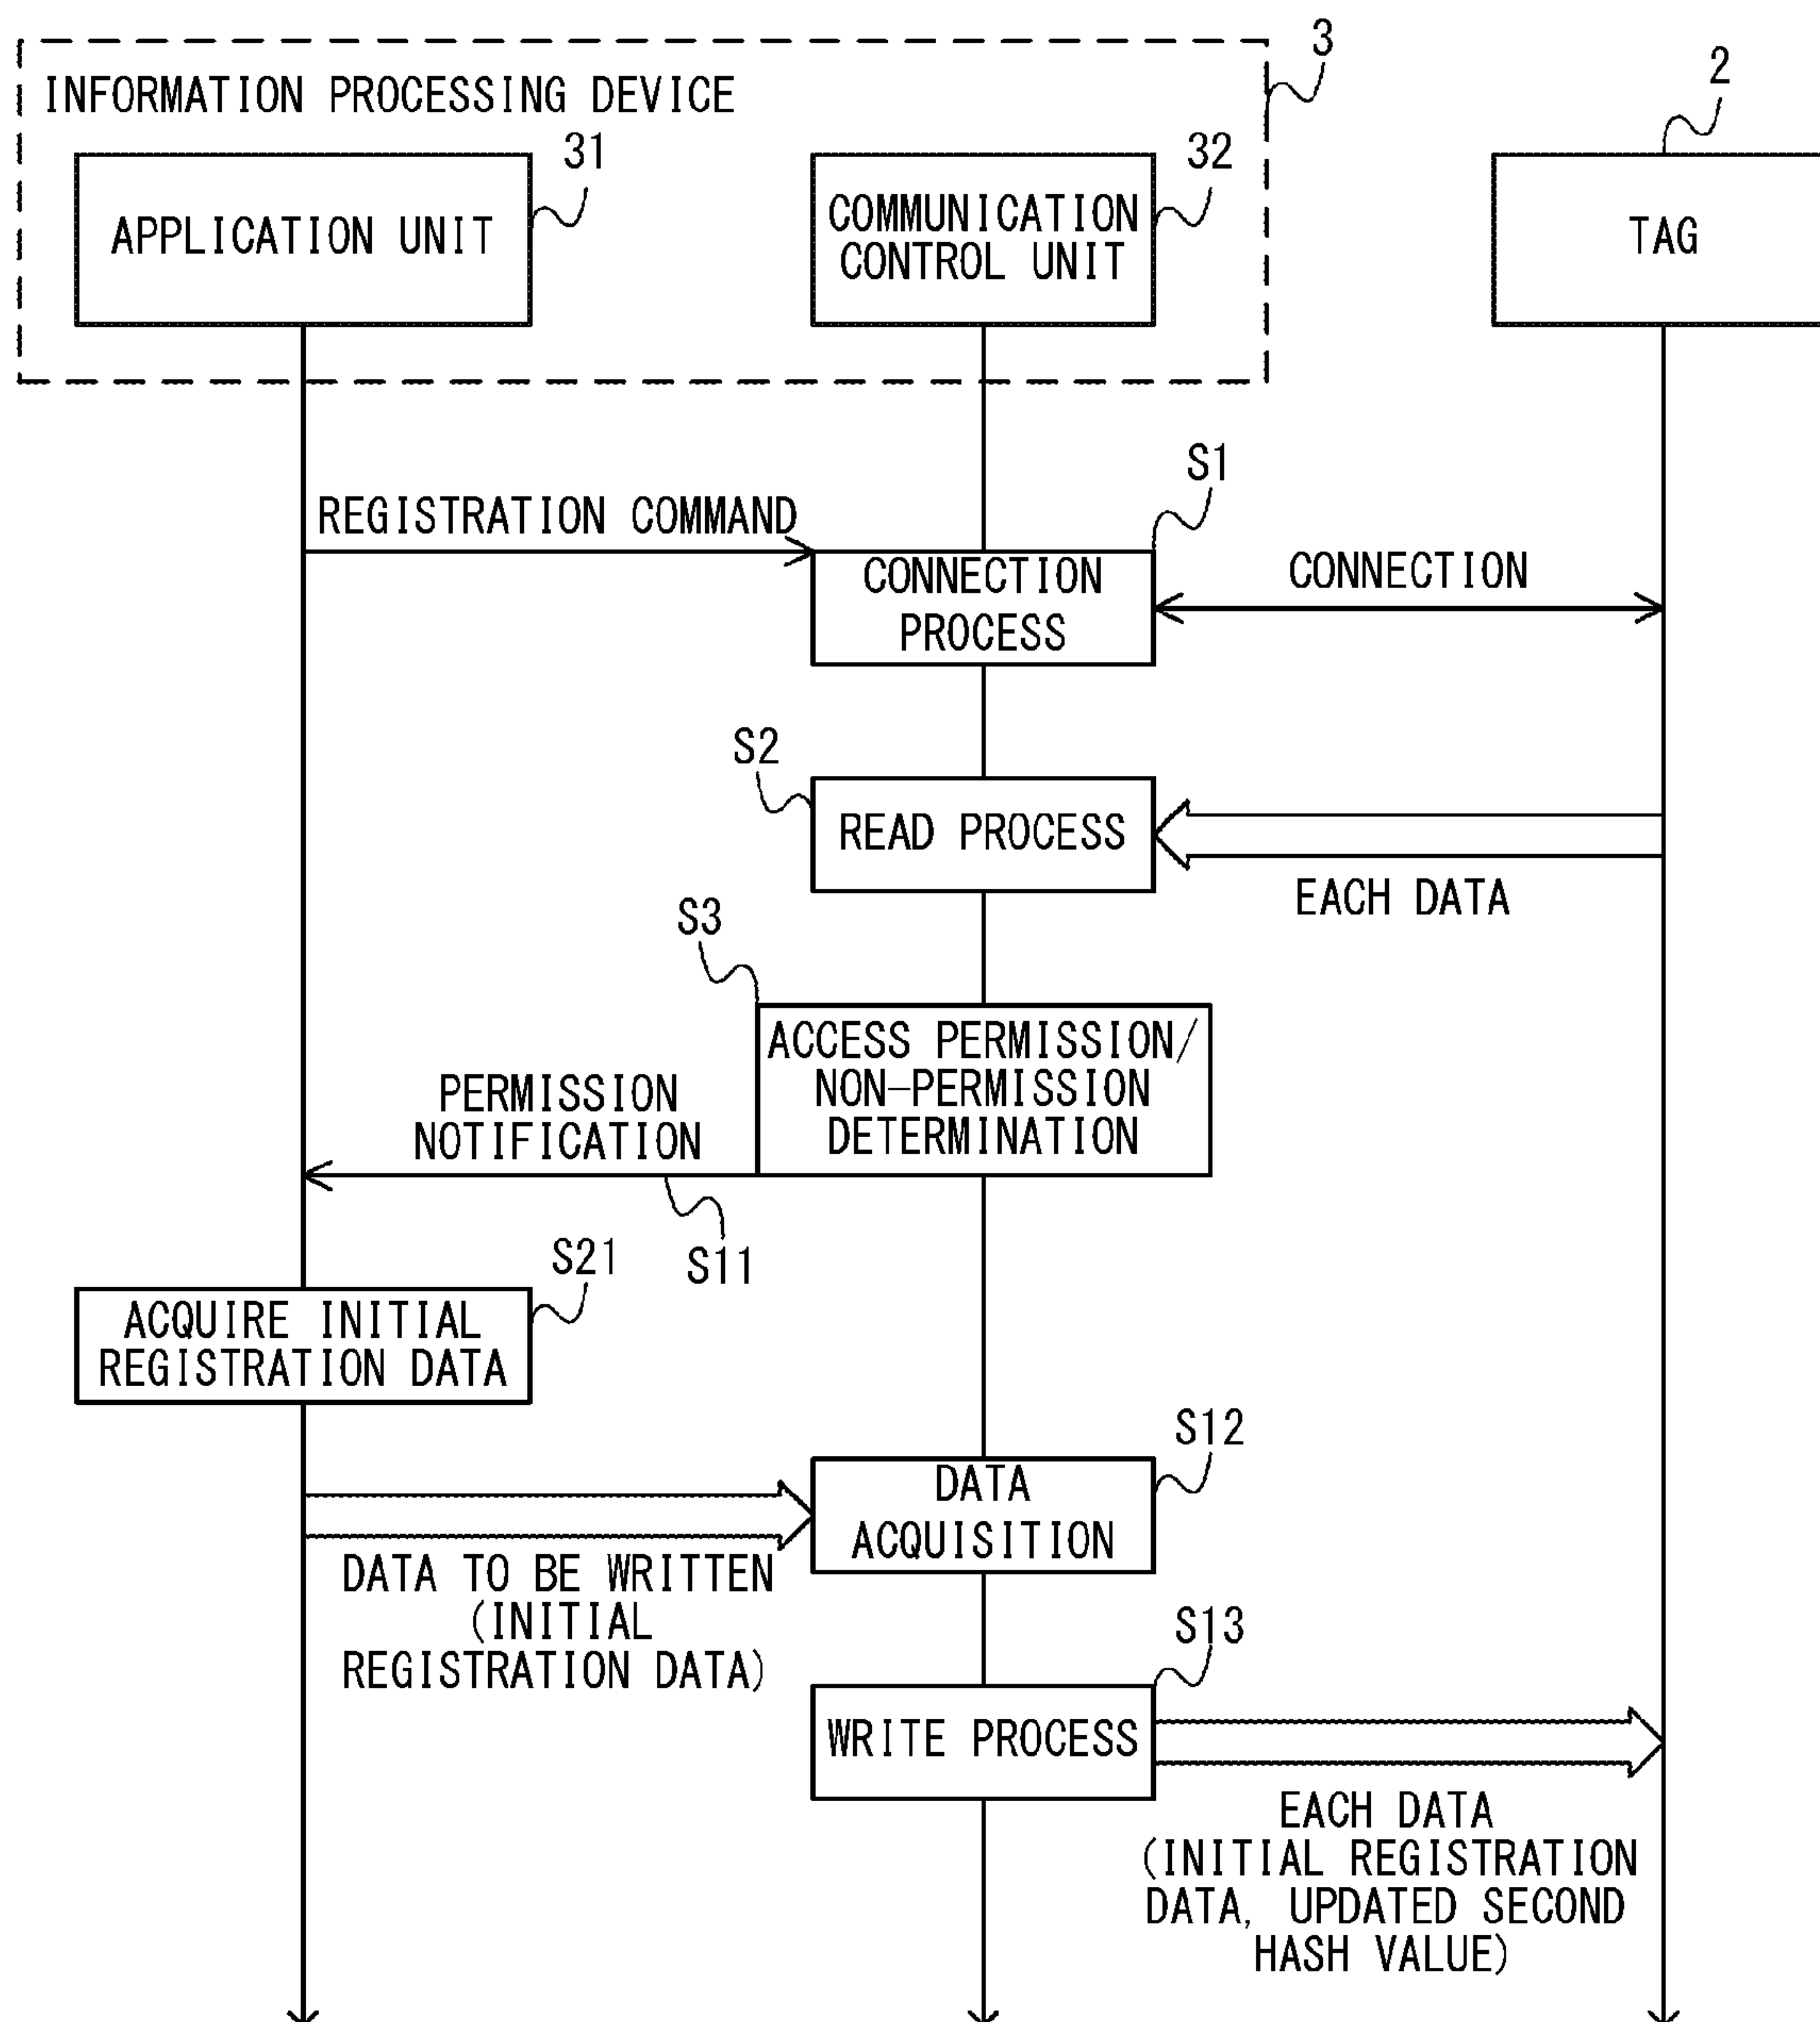 3
INFORMATION PROCESSING DEVICE
2
31
32
APPLICATION UNIT
COMMUNICATION
CONTROL UNIT
TAG
S1
REGISTRATION COMMAND
CONNECTION
PROCESS
CONNECTION
S2
READ PROCESS
EACH DATA
S3
ACCESS PERMISSION/
NON-PERMISSION
DETERMINATION
PERMISSION
NOTIFICATION
S11
S21
ACQUIRE INITIAL
REGISTRATION DATA
S12
DATA
ACQUISITION
DATA TO BE WRITTEN
(INITIAL
REGISTRATION DATA)
S13
WRITE PROCESS
EACH DATA
(INITIAL REGISTRATION
DATA, UPDATED SECOND
HASH VALUE)